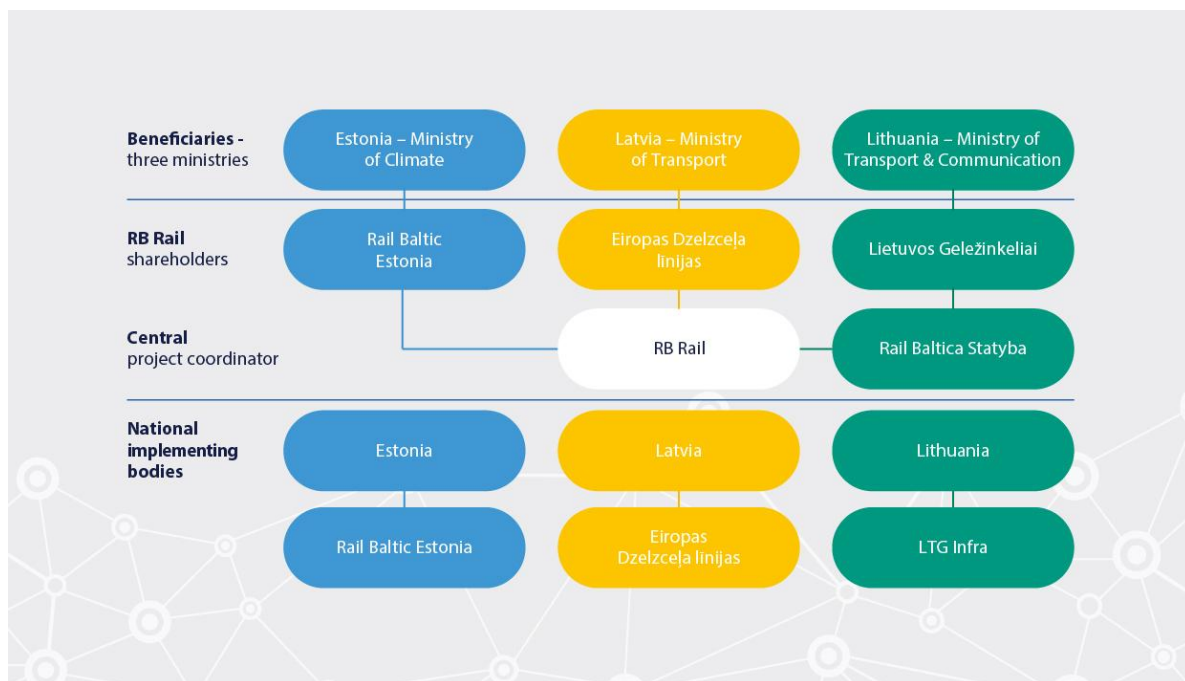 Beneficiaries -
three ministries
Estonia – Ministry
of Climate
Latvia – Ministry
of Transport
Lithuania – Ministry of
Transport & Communication
RB Rail
shareholders
Rail Baltic
Estonia
Eiropas Dzelzceļa
līnijas
Lietuvos Geležinkeliai
Central
project coordinator
RB Rail
Rail Baltica Statyba
National
implementing
bodies
Estonia
Latvia
Lithuania
Rail Baltic Estonia
Eiropas
Dzelzceļa līnijas
LTG Infra